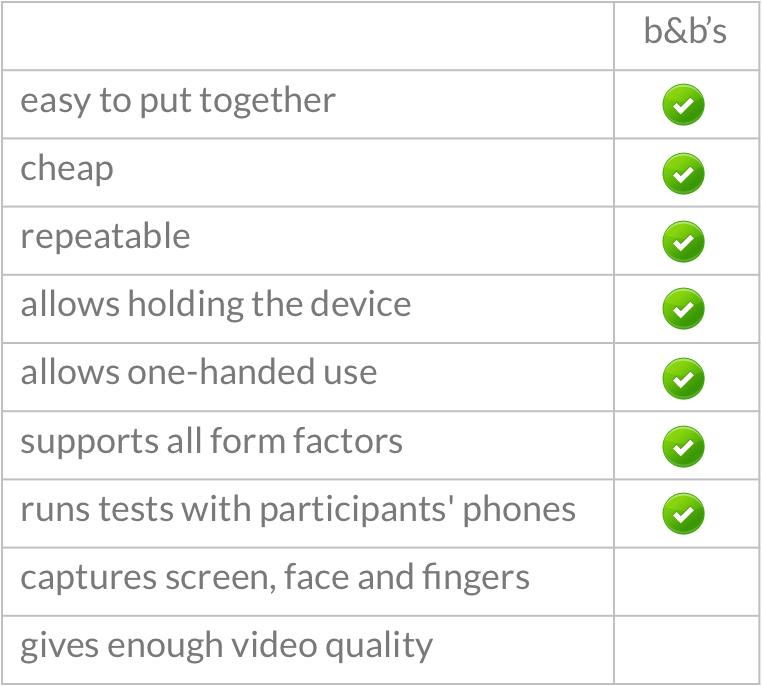 b&b’s
easy to put together
cheap
repeatable
allows holding the device
allows one-handed use
supports all form factors
runs tests with participants' phones
captures screen, face and fingers
gives enough video quality